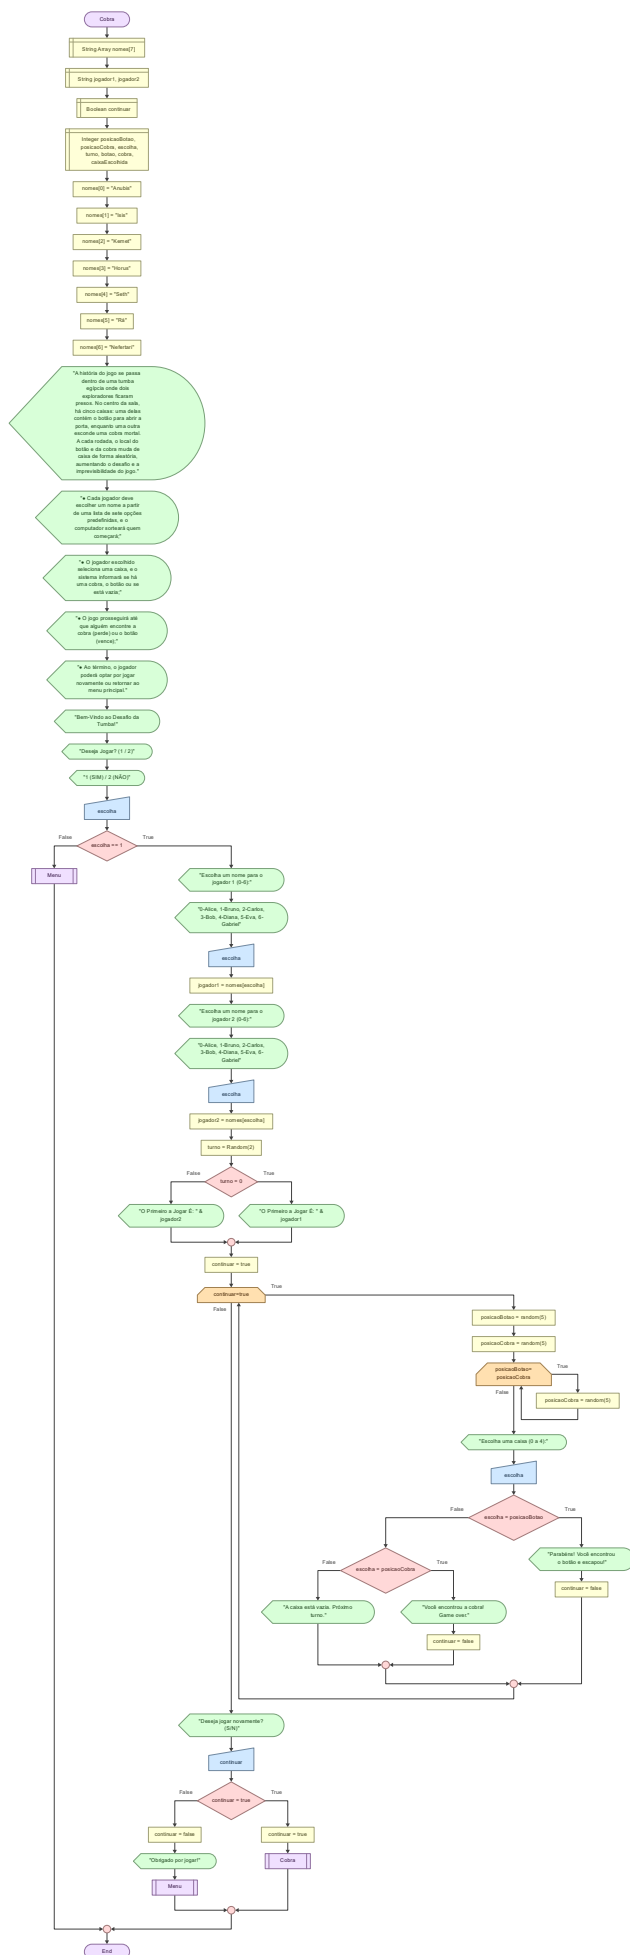 Cobra
String Array nomes[7]
String jogador1, jogador2
Boolean continuar
Integer posicaoBotao,
posicaoCobra, escolha,
turno, botao, cobra,
caixaEscolhida
nomes[0] = "Anubis"
nomes[1] = "Isis"
nomes[2] = "Kamet"
nomes[3] = "Horus"
nomes[4] = "Seth"
nomes[5] = "Rá"
nomes[6] = "Nefertari"
"A história do jogo se passa
dentro de uma tumba
egípcia onde dois
exploradores ficaram
presos. No centro da sala,
há cinco caixas: uma delas
contém o botão para abrir a
porta, enquanto uma outra
esconde uma cobra mortal.
A cada rodada, o local do
botão e da cobra muda de
caixa de forma aleatória,
aumentando o desafio e a
imprevisibilidade do jogo."
"● Cada jogador deve
escolher um nome a partir
de uma lista de sete opções
predefinidas, e o
computador sorteará quem
começará;"
"● O jogador escolhido
seleciona uma caixa, e o
sistema informará se há
uma cobra, o botão ou se
está vazia;"
"● O jogo prosseguirá até
que alguém encontre a
cobra (perde) ou o botão
(vence);"
"● Ao término, o jogador
poderá optar por jogar
novamente ou retornar ao
menu principal."
"Bem-Vindo ao Desafio da
Tumba!"
"Deseja Jogar? (1 / 2)"
"1 (SIM) / 2 (NÃO)"
escolha
False
escolha == 1
True
Menu
"Escolha um nome para o
jogador 1 (0-6):"
"0-Alice, 1-Bruno, 2-Carlos,
3-Bob, 4-Diana, 5-Eva, 6-
Gabriel"
escolha
jogador1 = nomes[escolha]
"Escolha um nome para o
jogador 2 (0-6):"
"0-Alice, 1-Bruno, 2-Carlos,
3-Bob, 4-Diana, 5-Eva, 6-
Gabriel"
escolha
jogador2 = nomes[escolha]
turno = Random(2)
False
turno = 0
True
"O Primeiro a Jogar É: " &
jogador2
"O Primeiro a Jogar É: " &
jogador1
continuar = true
continuar=true
True
False
posicaoBotao = random(5)
posicaoCobra = random(5)
posicaoBotao=
posicaoCobra
True
False
posicaoCobra = random(5)
"Escolha uma caixa (0 a 4):"
escolha
False
escolha = posicaoBotao
True
"Parabéns! Você encontrou
o botão e escapou!"
continuar = false
False
escolha = posicaoCobra
True
"A caixa está vazia. Próximo
turno."
"Você encontrou a cobra!
Game over."
continuar = false
"Deseja jogar novamente?
(S/N)"
continuar
False
continuar = true
True
continuar = false
continuar = true
"Obrigado por jogar!"
Cobra
Menu
End